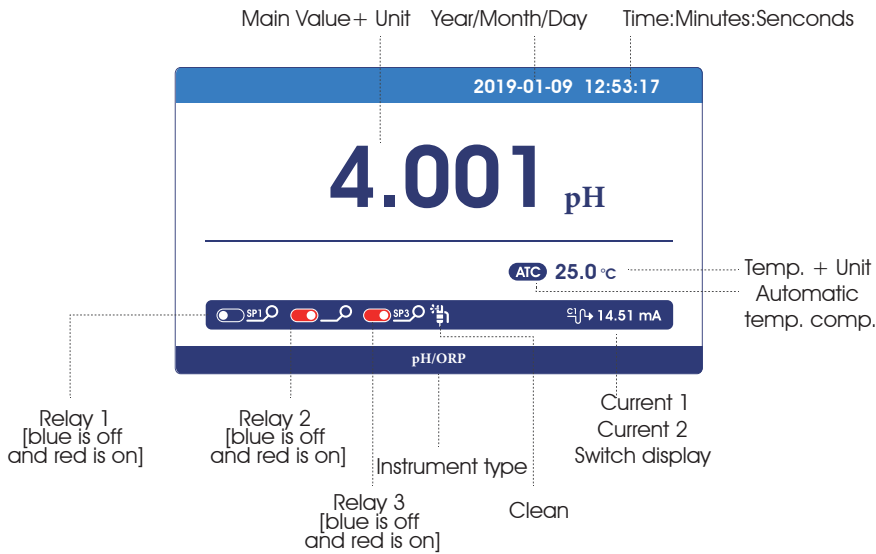 Main Value+ Unit
Year/Month/Day
Time:Minutes:Senconds
2019-01-09 12:53:17
4.001 pH
ATC 25.0 °C
Temp. + Unit
Automatic
temp. comp.
SP1
SP3
C1
14.51 mA
pH/ORP
Relay 1
[blue is off
and red is on]
Relay 2
[blue is off
and red is on]
Instrument type
Relay 3
[blue is off
and red is on]
Clean
Current 1
Current 2
Switch display